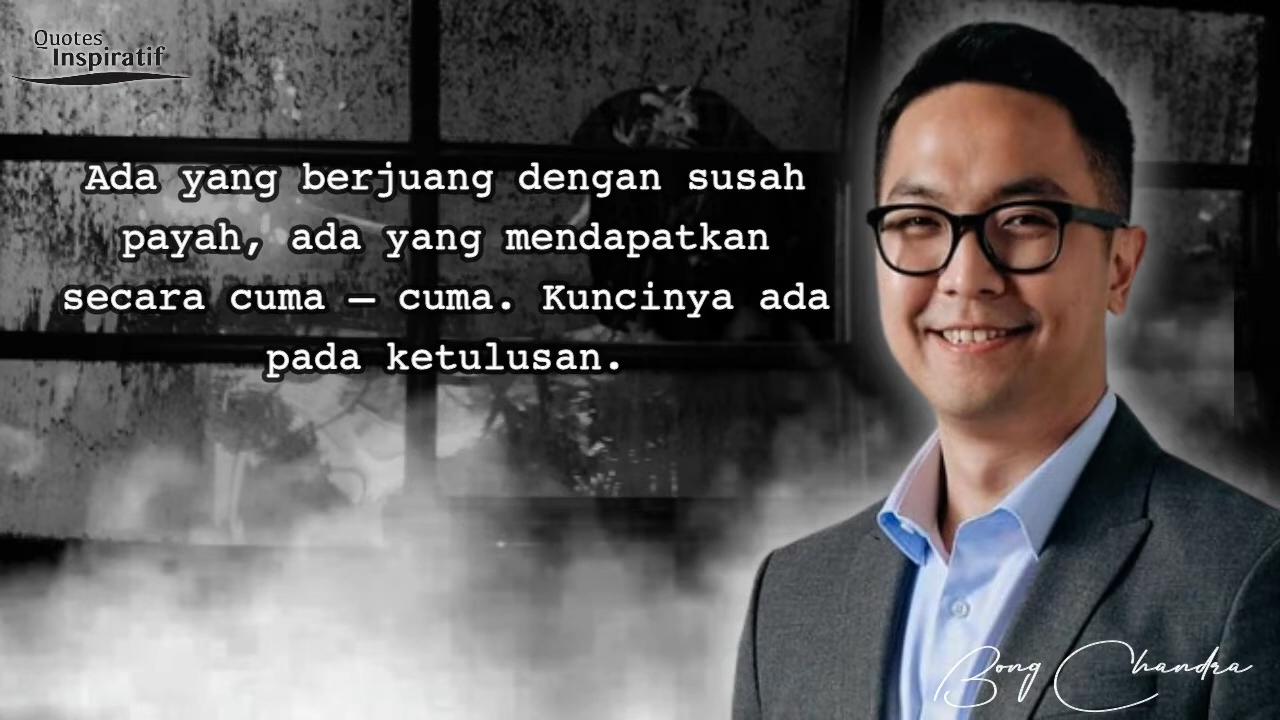 Quotes
Inspiratif
Ada yang berjuang dengan susah
payah, ada yang mendapatkan
secara cuma – cuma. Kuncinya ada
pada ketulusan.
Bong Chandra